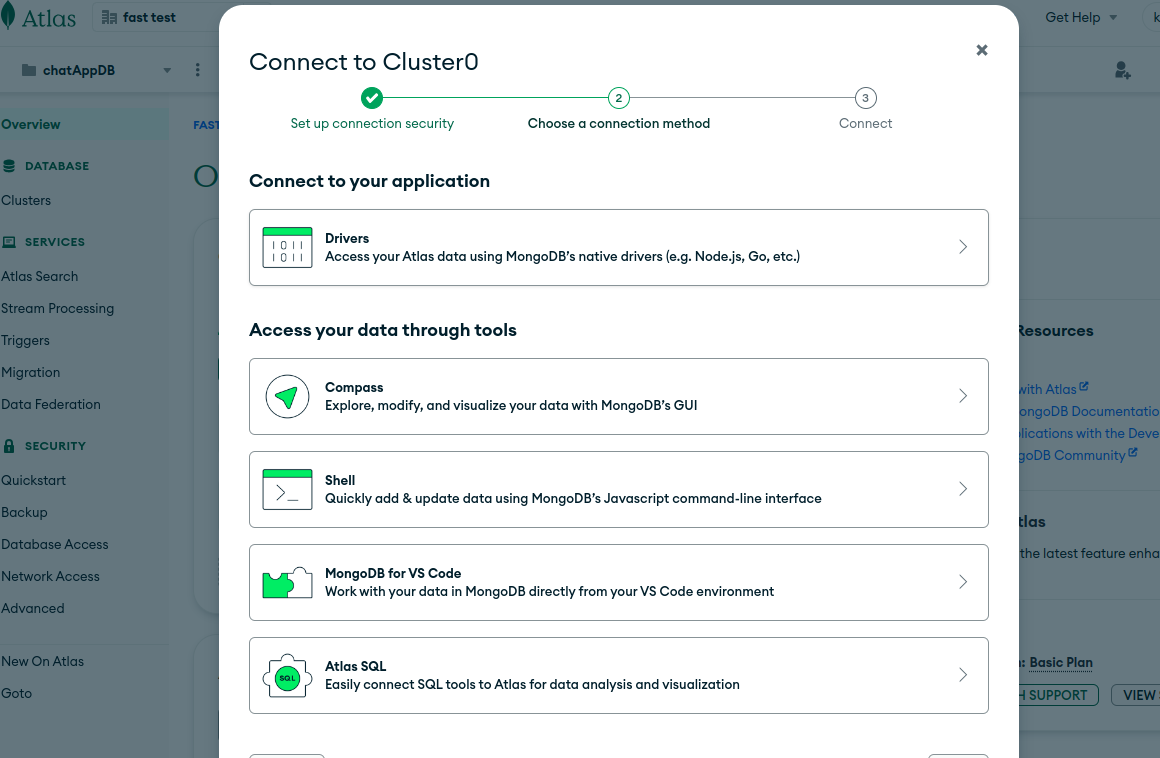 Atlas
fast test
Get Help
chatAppDB
Connect to Cluster0
2
3
Set up connection security
Choose a connection method
Connect
Overview
FAST
DATABASE
Clusters
SERVICES
Atlas Search
Stream Processing
Triggers
Migration
Data Federation
SECURITY
Quickstart
Backup
Database Access
Network Access
Advanced
New On Atlas
Goto
Connect to your application
Drivers
Access your Atlas data using MongoDB's native drivers (e.g. Node.js, Go, etc.)
Access your data through tools
Compass
Explore, modify, and visualize your data with MongoDB's GUI
Shell
Quickly add & update data using MongoDB's Javascript command-line interface
MongoDB for VS Code
Work with your data in MongoDB directly from your VS Code environment
SQL
Atlas SQL
Easily connect SQL tools to Atlas for data analysis and visualization
Resources
with Atlas
ongoDB Documentatio
plications with the Deve
goDB Community
tlas
the latest feature enha
n: Basic Plan
H SUPPORT
VIEW